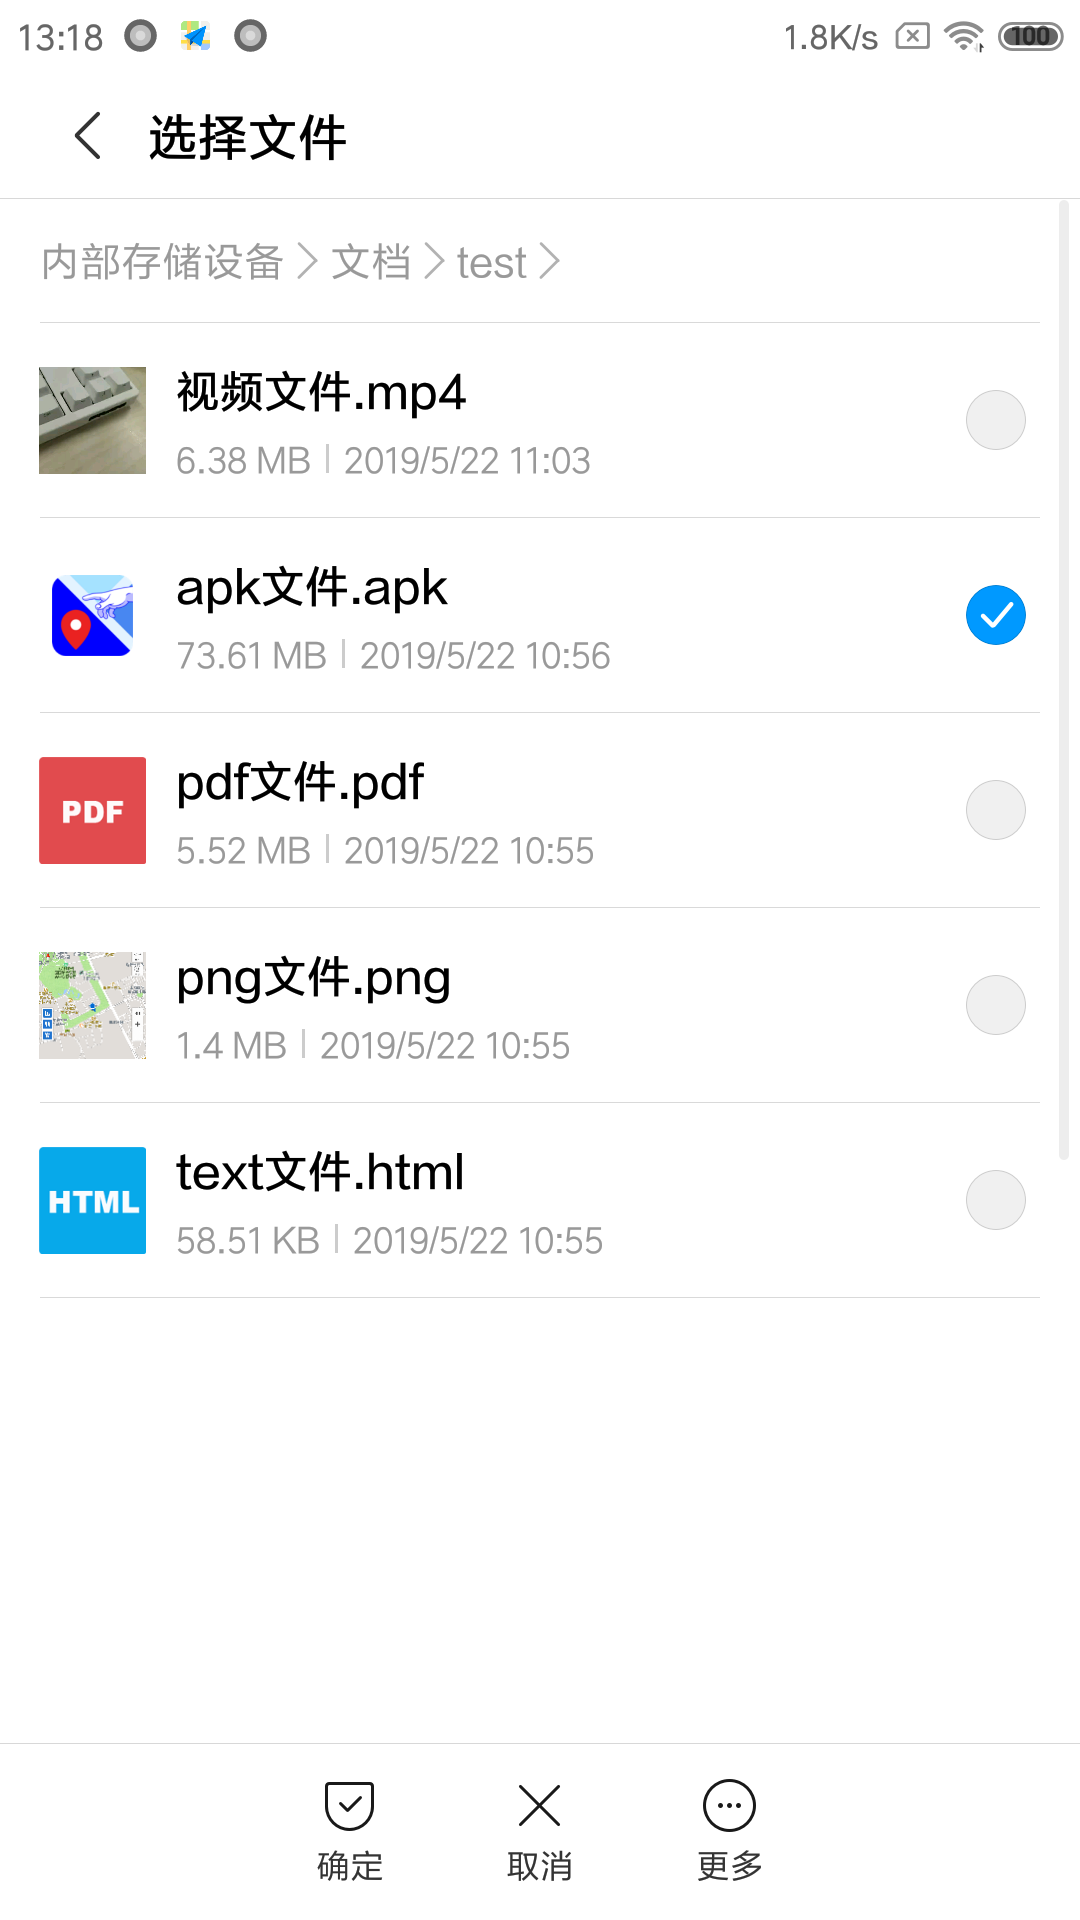 13:18 1.8K/s 100
选择文件
内部存储设备 文档 test
视频文件.mp4
6.38 MB 2019/5/22 11:03
apk文件.apk
73.61 MB 2019/5/22 10:56
PDF
pdf文件.pdf
5.52 MB 2019/5/22 10:55
png文件.png
1.4 MB 2019/5/22 10:55
HTML
text文件.html
58.51 KB 2019/5/22 10:55
确定 取消 更多